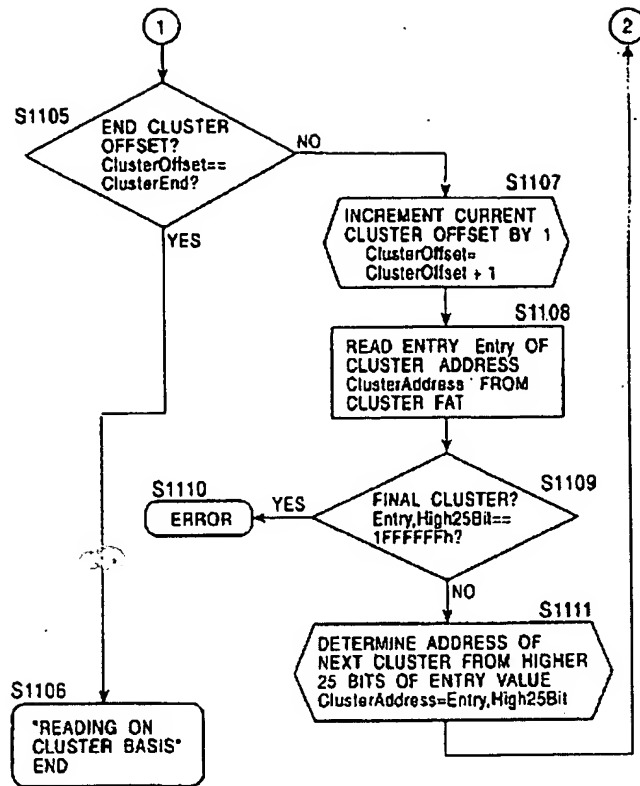 1
2
S1105
END CLUSTER
OFFSET?
ClusterOffset==
ClusterEnd?
NO
YES
S1107
INCREMENT CURRENT
CLUSTER OFFSET BY 1
ClusterOffset=
ClusterOffset + 1
S1108
READ ENTRY Entry OF
CLUSTER ADDRESS
ClusterAddress FROM
CLUSTER FAT
S1109
FINAL CLUSTER?
Entry,High25Bit==
1FFFFFFh?
YES
S1110
ERROR
NO
S1111
DETERMINE ADDRESS OF
NEXT CLUSTER FROM HIGHER
25 BITS OF ENTRY VALUE
ClusterAddress=Entry,High25Bit
S1106
"READING ON
CLUSTER BASIS"
END